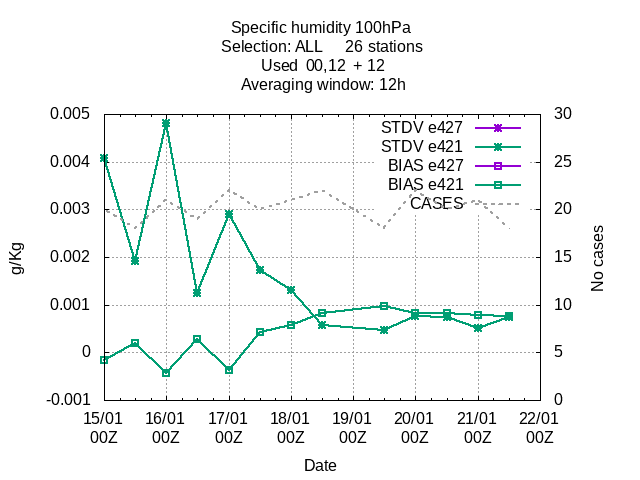 Specific humidity 100hPa
Selection: ALL     26 stations
Used  00,12  + 12
Averaging window: 12h
0.005
0.004
0.003
0.002
0.001
0
-0.001
30
25
20
15
10
5
0
STDV e427
STDV e421
BIAS e427
BIAS e421
CASES
g/Kg
No cases
15/01 16/01 17/01 18/01 19/01 20/01 21/01 22/01
00Z 00Z 00Z 00Z 00Z 00Z 00Z 00Z
Date